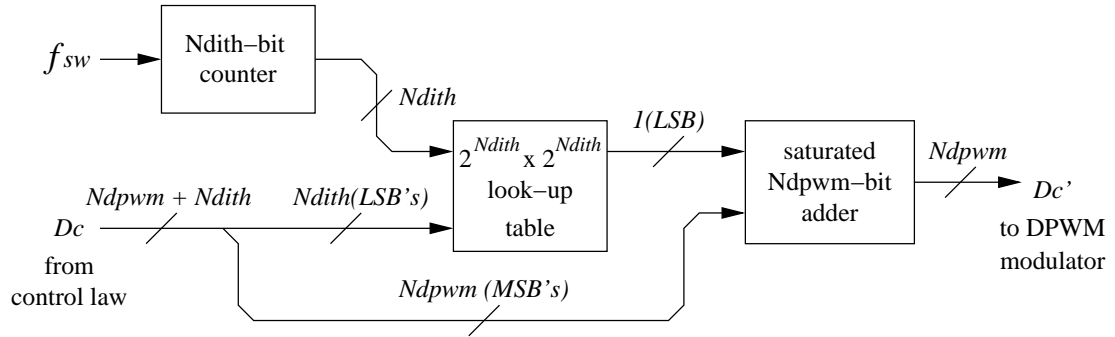 fsw
Ndith−bit
counter
Ndith
2^Ndith x 2^Ndith
look−up
table
1(LSB)
saturated
Ndpwm−bit
adder
Ndpwm
Dc’
to DPWM
modulator
Ndpwm + Ndith
Ndith(LSB’s)
Dc
from
control law
Ndpwm (MSB’s)